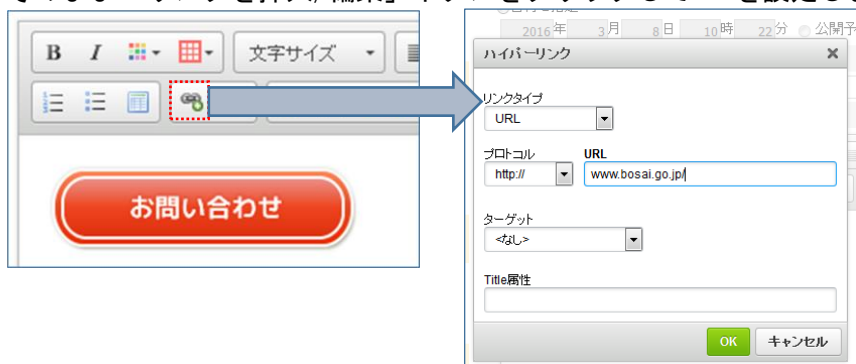 文字サイズ
お問い合わせ
2016年 3月 8日 10時 22分 公開予
ハイパーリンク
リンクタイプ
URL
プロトコル URL
http:// www.bosai.go.jp/
ターゲット
<なし>
Title属性
OK キャンセル